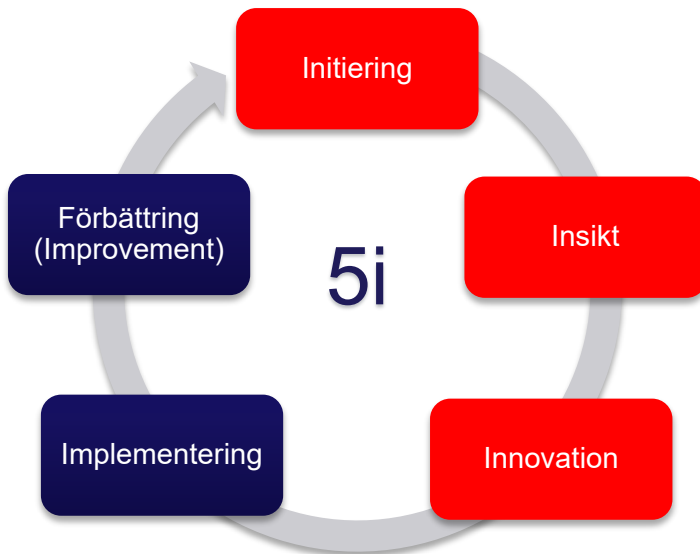 Initiering
Insikt
Innovation
Implementering
Förbättring
(Improvement)
5i